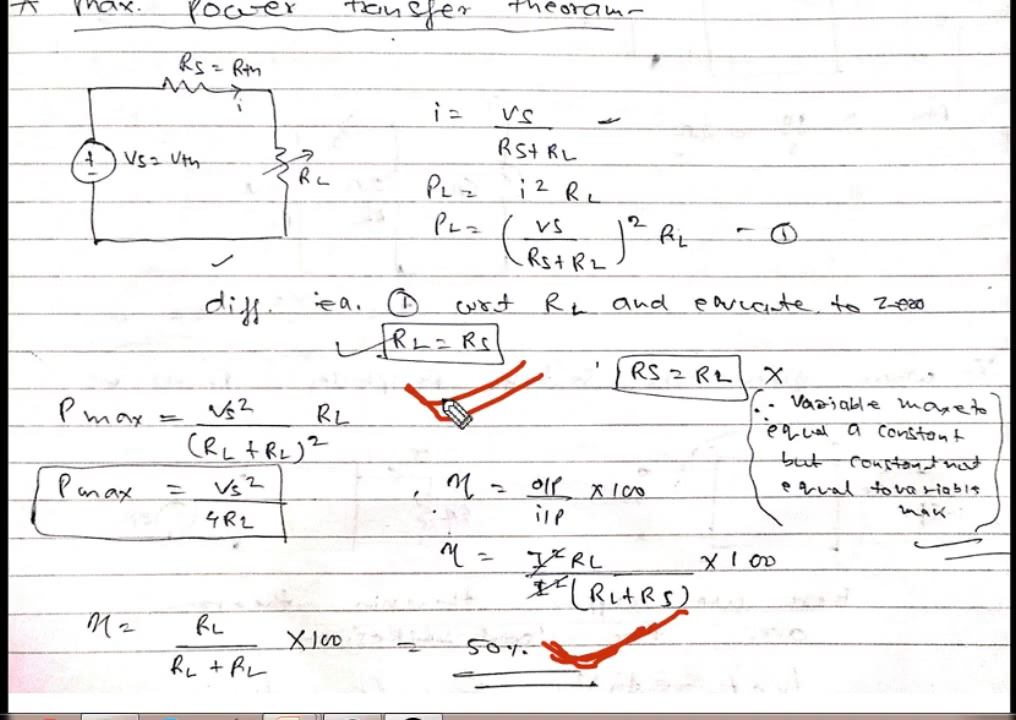 * Max. Power transfer theoram-
RS = Rth
i
VS = Vth
RL
i = VS / RS + RL
PL = i² RL
PL = (VS / RS + RL)² RL - ①
diff. ea. ① wrt RL and equate to zero
RL = RS
RS = RL X
∵ Variable make to
equal a constant
but constant not
equal to variable
Pmax = VS² / (RL + RL)² RL
Pmax = VS² / 4RL
∴ η = O/P / i/P × 100
η = I² RL / I² (RL + RS) × 100
η = RL / RL + RL × 100 = 50%